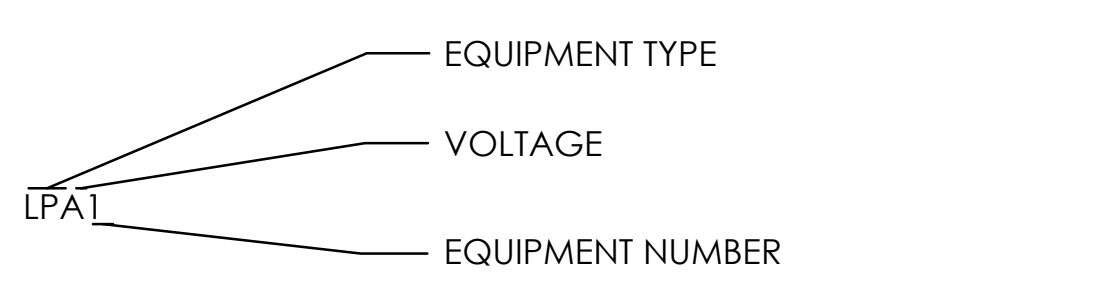 EQUIPMENT TYPE
VOLTAGE
LPA1
EQUIPMENT NUMBER